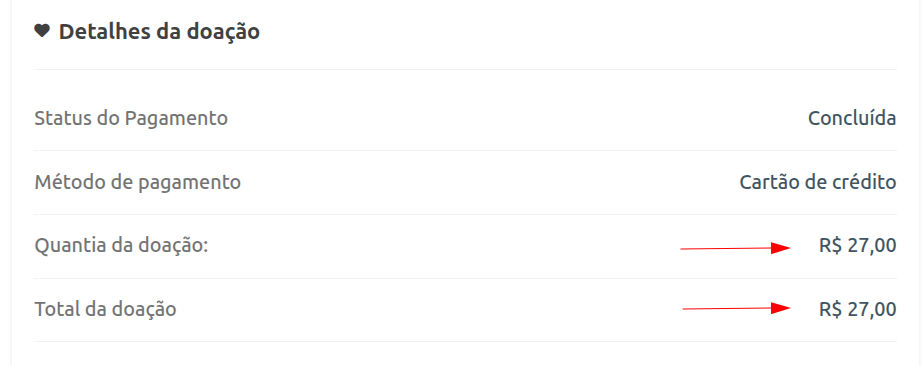 Detalhes da doação
Status do Pagamento Concluída
Método de pagamento Cartão de crédito
Quantia da doação: R$ 27,00
Total da doação R$ 27,00